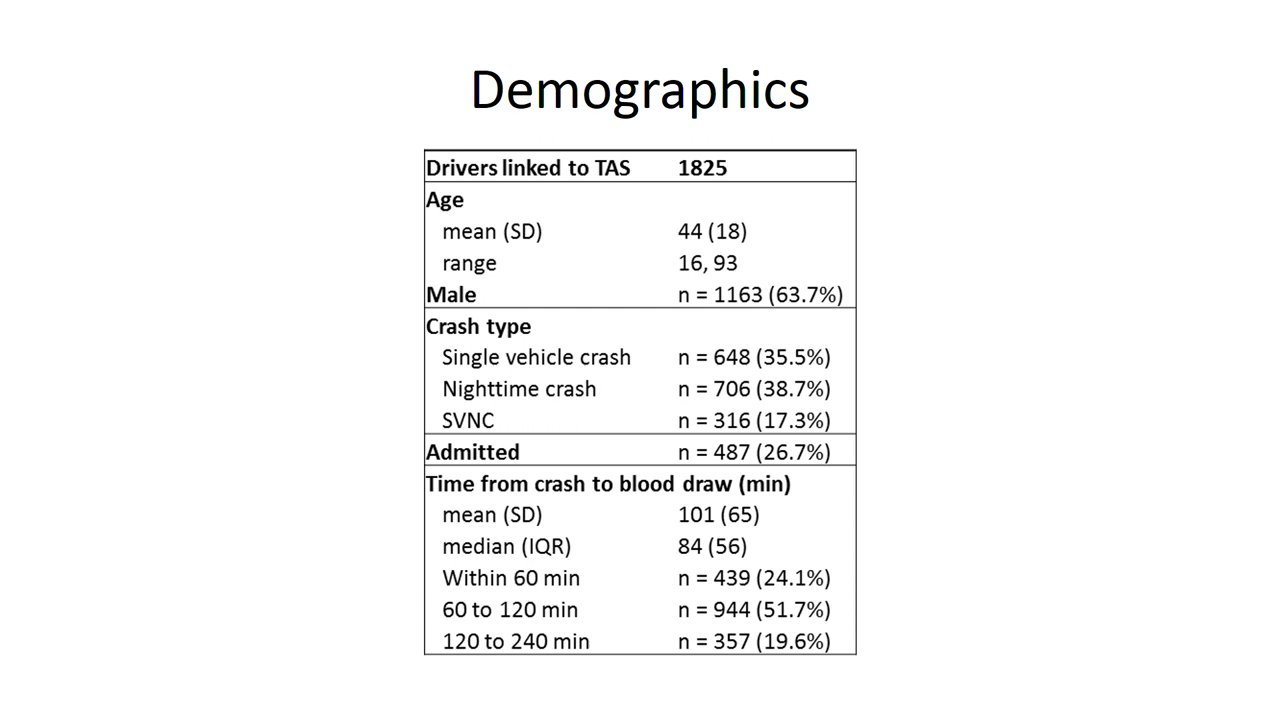 Demographics
Drivers linked to TAS 1825
Age
mean (SD) 44 (18)
range 16, 93
Male n = 1163 (63.7%)
Crash type
Single vehicle crash n = 648 (35.5%)
Nighttime crash n = 706 (38.7%)
SVNC n = 316 (17.3%)
Admitted n = 487 (26.7%)
Time from crash to blood draw (min)
mean (SD) 101 (65)
median (IQR) 84 (56)
Within 60 min n = 439 (24.1%)
60 to 120 min n = 944 (51.7%)
120 to 240 min n = 357 (19.6%)